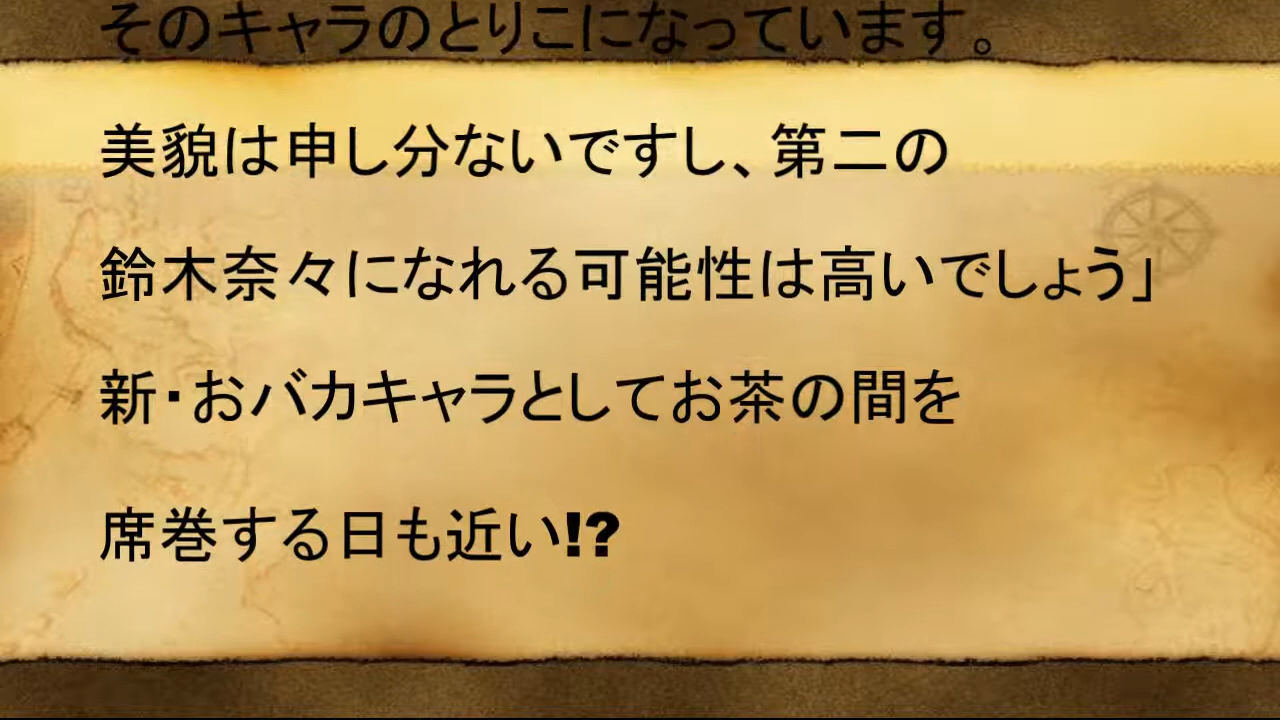 そのキャラのとりこになっています。
美貌は申し分ないですし、第二の
鈴木奈々になれる可能性は高いでしょう」
新・おバカキャラとしてお茶の間を
席巻する日も近い!?